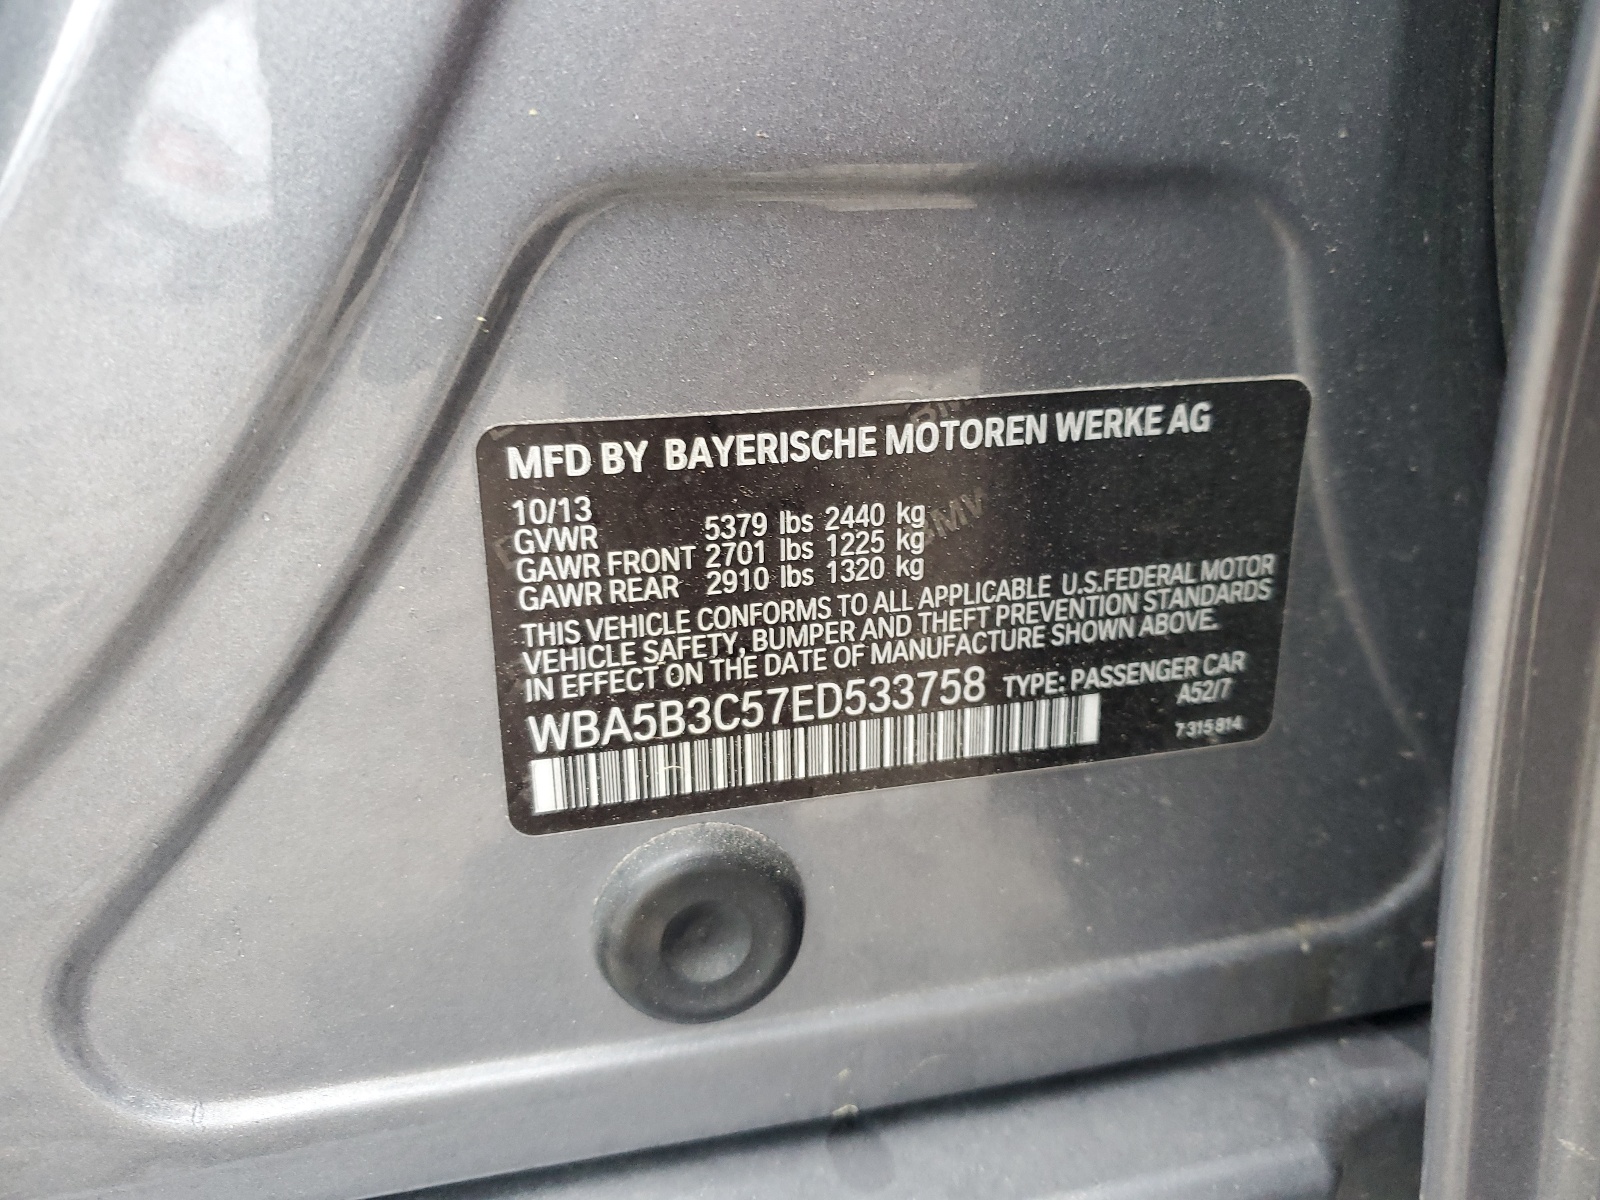 MFD BY BAYERISCHE MOTOREN WERKE AG
10/13
GVWR 5379 lbs 2440 kg
GAWR FRONT 2701 lbs 1225 kg
GAWR REAR 2910 lbs 1320 kg
THIS VEHICLE CONFORMS TO ALL APPLICABLE U.S.FEDERAL MOTOR
VEHICLE SAFETY, BUMPER AND THEFT PREVENTION STANDARDS
IN EFFECT ON THE DATE OF MANUFACTURE SHOWN ABOVE.
WBA5B3C57ED533758 TYPE: PASSENGER CAR
A52/7
7 315 814
BMW